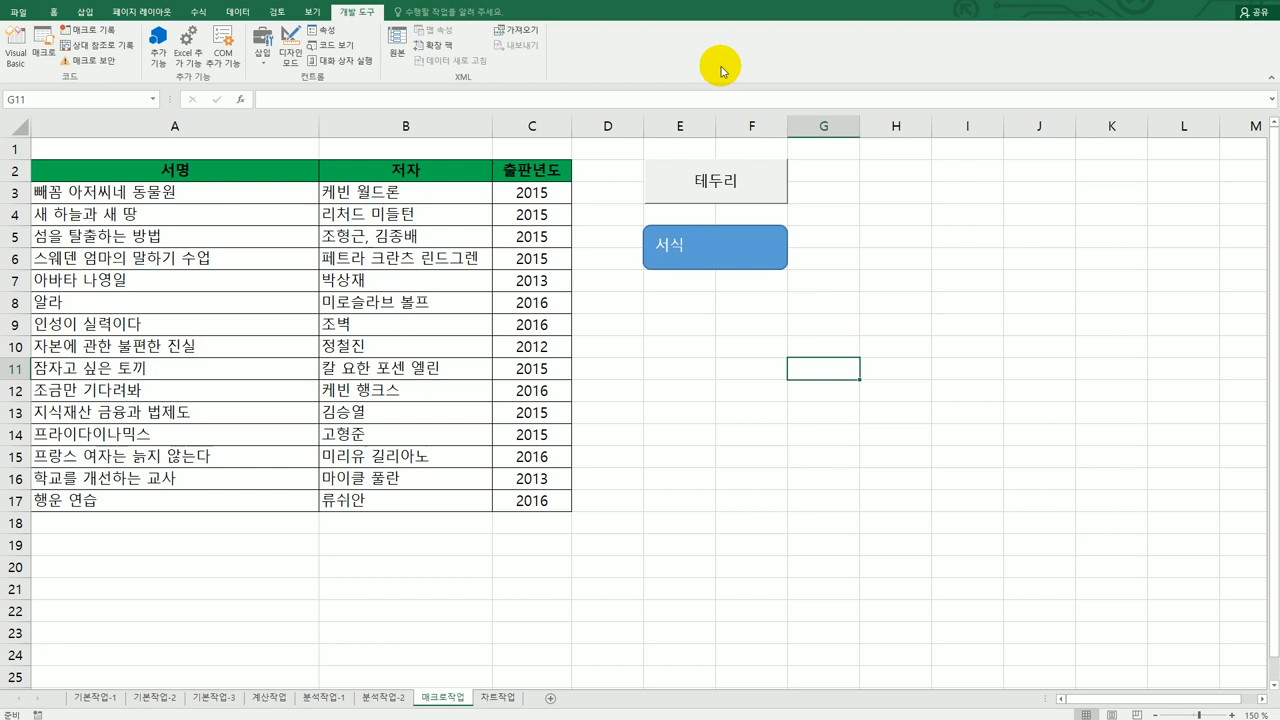 파일 홈 삽입 페이지 레이아웃 수식 데이터 검토 보기 개발 도구 수행할 작업을 알려 주세요. 공유
Visual Basic
매크로
매크로 기록
상대 참조로 기록
매크로 보안
코드
추가 기능
Excel 추가 기능
COM 추가 기능
추가 기능
삽입
디자인 모드
속성
코드 보기
대화 상자 실행
컨트롤
원본
맵 속성
확장 팩
데이터 새로 고침
가져오기
내보내기
XML
G11 fx
A B C D E F G H I J K L M
1
2 서명 저자 출판년도 테두리
3 빼꼼 아저씨네 동물원 케빈 월드론 2015
4 새 하늘과 새 땅 리처드 미들턴 2015
5 섬을 탈출하는 방법 조형근, 김종배 2015 서식
6 스웨덴 엄마의 말하기 수업 페트라 크란츠 린드그렌 2015
7 아바타 나영일 박상재 2013
8 알라 미로슬라브 볼프 2016
9 인성이 실력이다 조벽 2016
10 자본에 관한 불편한 진실 정철진 2012
11 잠자고 싶은 토끼 칼 요한 포센 엘린 2015
12 조금만 기다려봐 케빈 행크스 2016
13 지식재산 금융과 법제도 김승열 2015
14 프라이다이나믹스 고형준 2015
15 프랑스 여자는 늙지 않는다 미리유 길리아노 2016
16 학교를 개선하는 교사 마이클 풀란 2013
17 행운 연습 류쉬안 2016
18
19
20
21
22
23
24
25
기본작업-1 기본작업-2 기본작업-3 계산작업 분석작업-1 분석작업-2 매크로작업 차트작업
준비 150 %